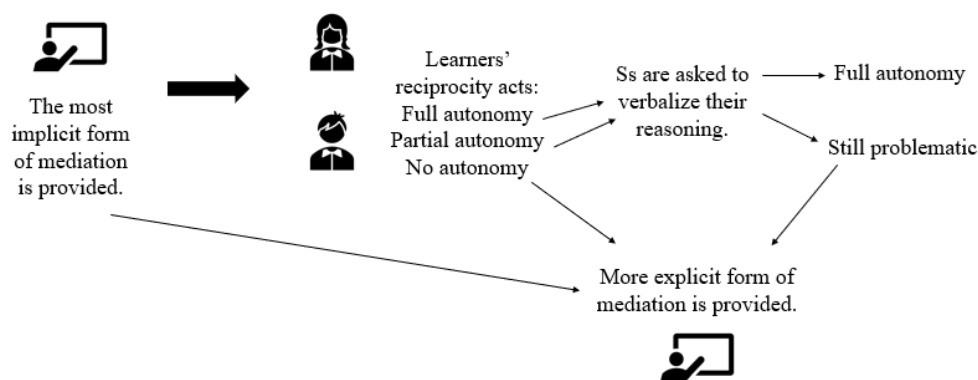 The most
implicit form
of mediation
is provided.
Learners’
reciprocity acts:
Full autonomy
Partial autonomy
No autonomy
Ss are asked to
verbalize their
reasoning.
Full autonomy
Still problematic
More explicit form of
mediation is provided.